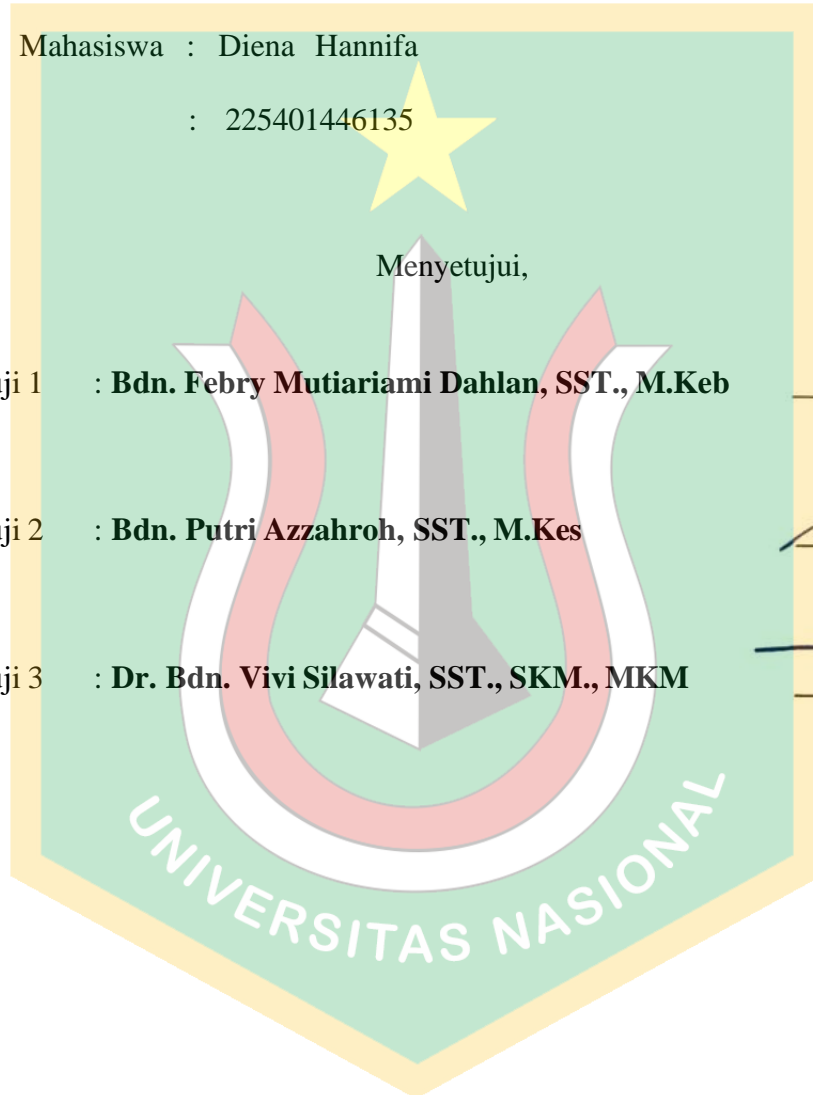 Mahasiswa : Diena Hannifa
: 225401446135
Menyetujui,
ji 1 : Bdn. Febry Mutiariami Dahlan, SST., M.Keb
ji 2 : Bdn. Putri Azzahroh, SST., M.Kes
ji 3 : Dr. Bdn. Vivi Silawati, SST., SKM., MKM
UNIVERSITAS NASIONAL